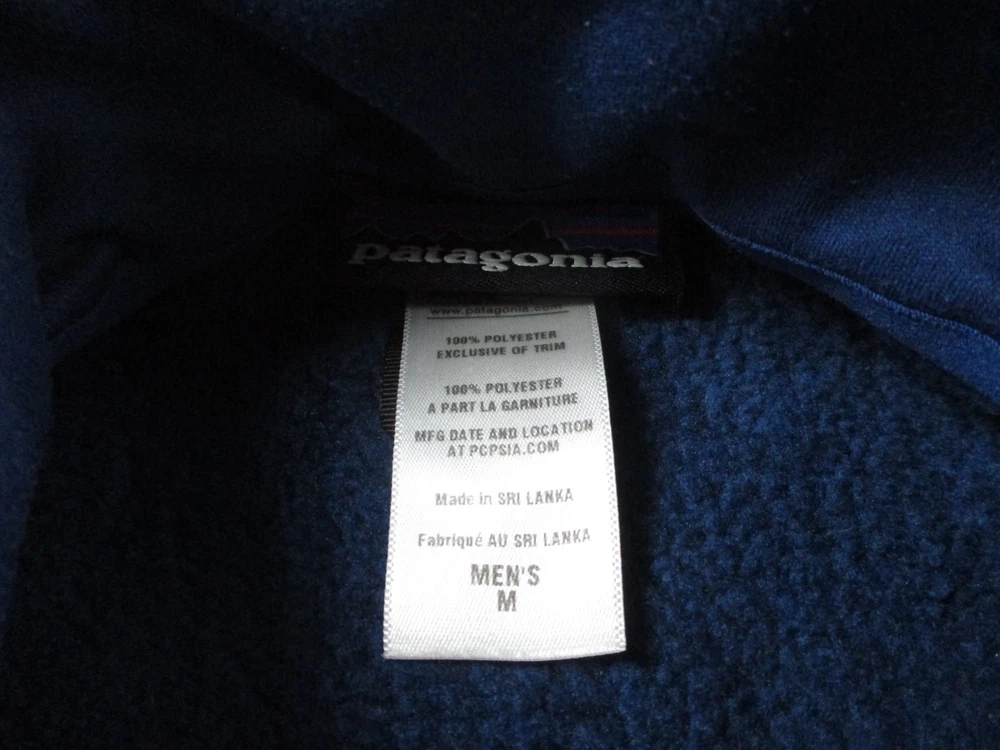 patagonia
www.patagonia.com
100% POLYESTER
EXCLUSIVE OF TRIM
100% POLYESTER
A PART LA GARNITURE
MFG DATE AND LOCATION
AT PCPSIA.COM
Made in SRI LANKA
Fabriqué AU SRI LANKA
MEN'S
M